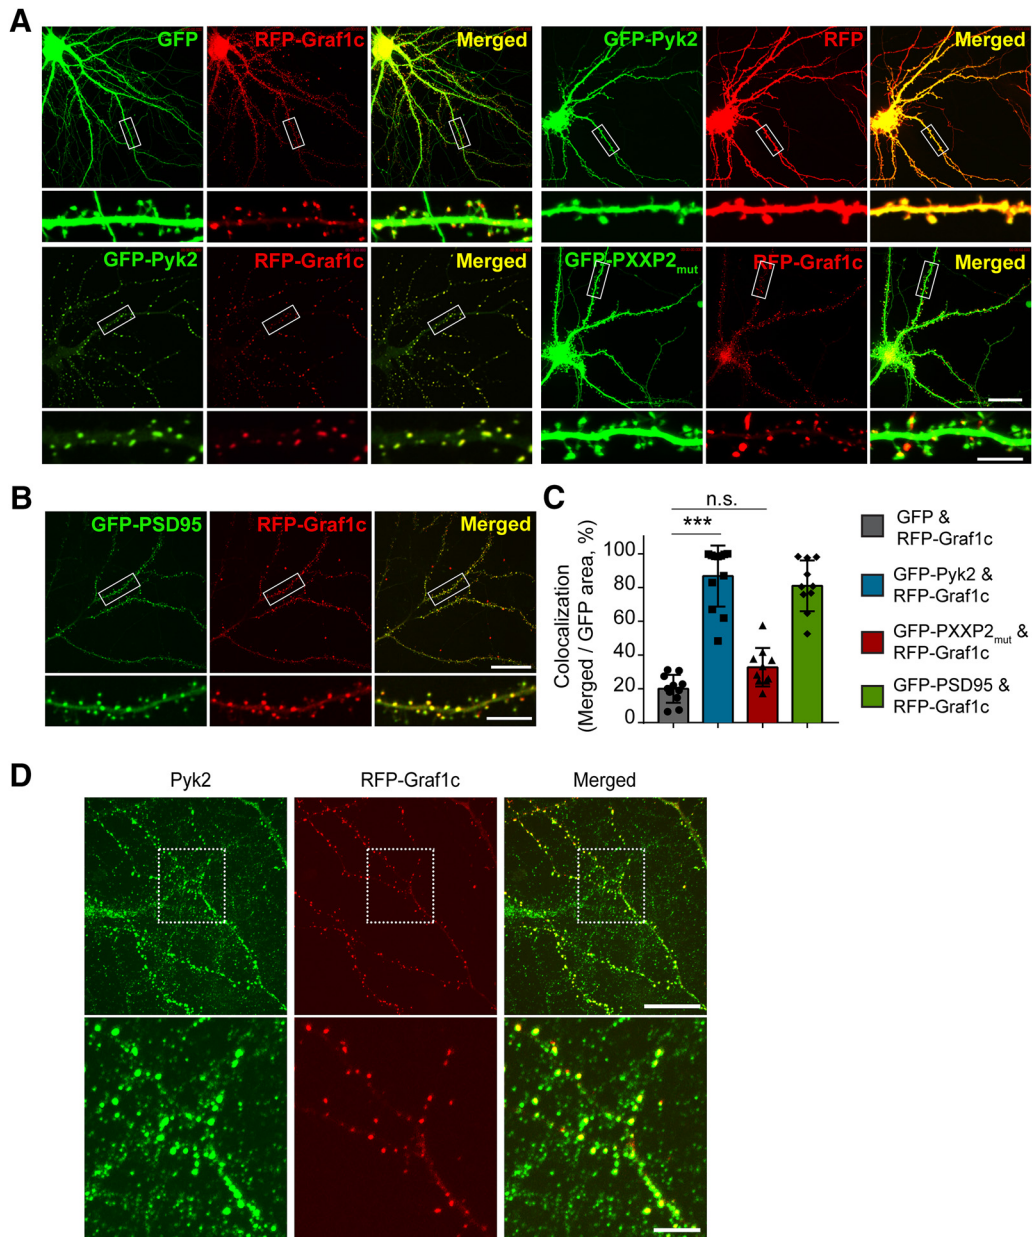 A
GFP RFP-Graf1c Merged GFP-Pyk2 RFP Merged
GFP-Pyk2 RFP-Graf1c Merged GFP-PXXP2mut RFP-Graf1c Merged
B
GFP-PSD95 RFP-Graf1c Merged
C
n.s.
***
Colocalization
(Merged / GFP area, %)
100
80
60
40
20
0
GFP &
RFP-Graf1c
GFP-Pyk2 &
RFP-Graf1c
GFP-PXXP2mut &
RFP-Graf1c
GFP-PSD95 &
RFP-Graf1c
D
Pyk2 RFP-Graf1c Merged